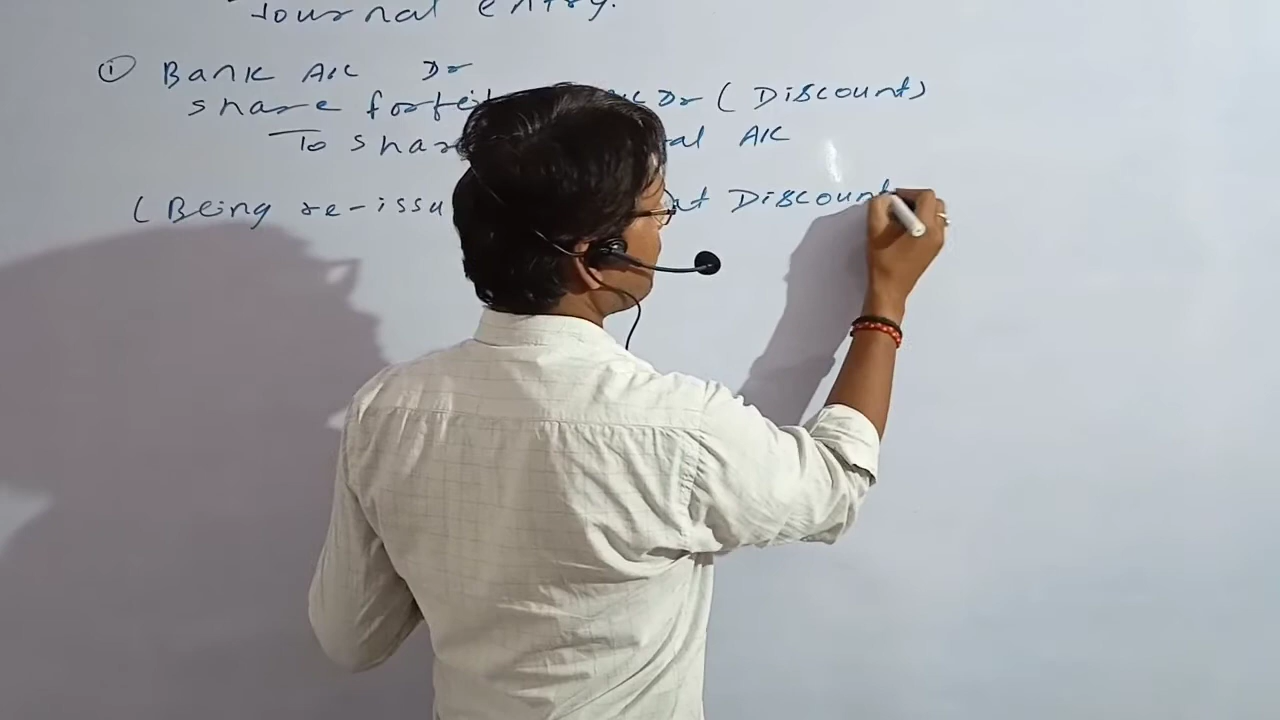 Journal entry.
① Bank A/c Dr
share forfeit A/c Dr (Discount)
To share A/c
(Being re-issu at Discount